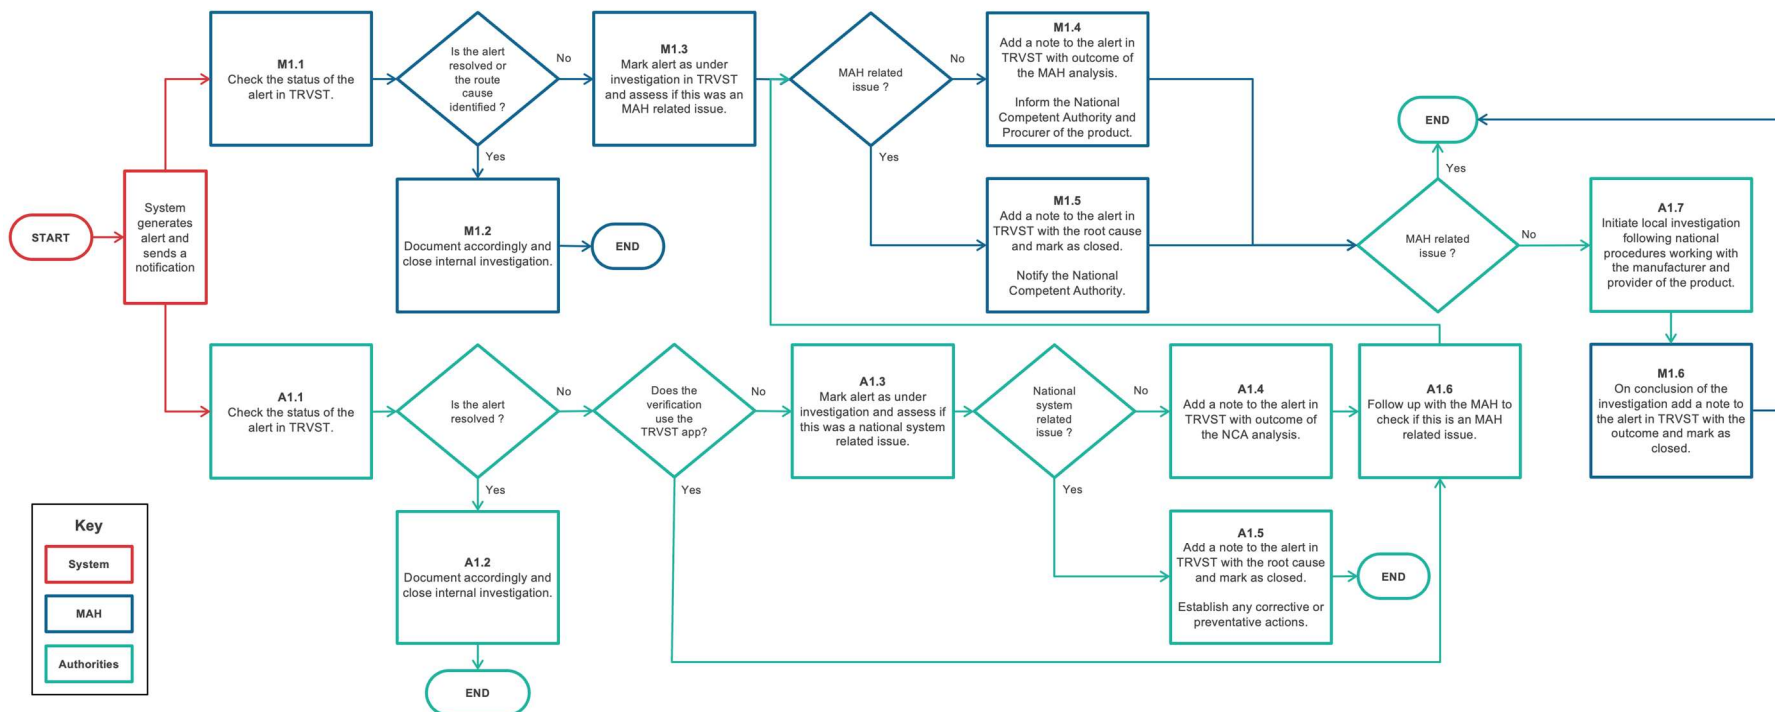 START
System
generates
alert and
sends a
notification
M1.1
Check the status of the
alert in TRVST.
Is the alert
resolved or
the route
cause
identified ?
No
Yes
M1.2
Document accordingly and
close internal investigation.
END
M1.3
Mark alert as under
investigation in TRVST
and assess if this was an
MAH related issue.
MAH related
issue ?
No
Yes
M1.4
Add a note to the alert in
TRVST with outcome of
the MAH analysis.
Inform the National
Competent Authority and
Procurer of the product.
M1.5
Add a note to the alert in
TRVST with the root cause
and mark as closed.
Notify the National
Competent Authority.
END
Yes
MAH related
issue ?
No
A1.7
Initiate local investigation
following national
procedures working with
the manufacturer and
provider of the product.
M1.6
On conclusion of the
investigation add a note to
the alert in TRVST with the
outcome and mark as
closed.
A1.1
Check the status of the
alert in TRVST.
Is the alert
resolved ?
No
Yes
A1.2
Document accordingly and
close internal investigation.
END
Does the
verification
use the
TRVST app?
No
Yes
A1.3
Mark alert as under
investigation and assess if
this was a national system
related issue.
National
system
related
issue ?
No
Yes
A1.4
Add a note to the alert in
TRVST with outcome of
the NCA analysis.
A1.6
Follow up with the MAH to
check if this is an MAH
related issue.
A1.5
Add a note to the alert in
TRVST with the root cause
and mark as closed.
Establish any corrective or
preventative actions.
END
Key
System
MAH
Authorities